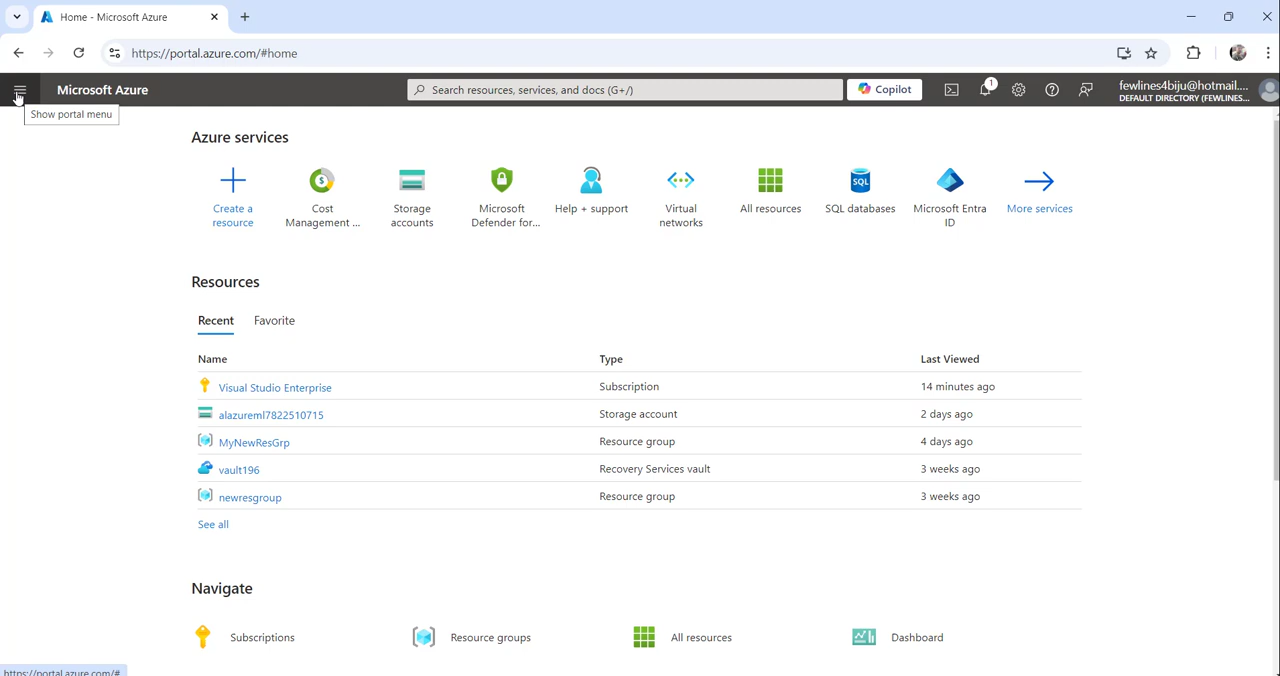 Home - Microsoft Azure
https://portal.azure.com/#home
Microsoft Azure
Search resources, services, and docs (G+/)
Copilot
1
fewlines4biju@hotmail....
DEFAULT DIRECTORY (FEWLINES...
Show portal menu
Azure services
Create a
resource
Cost
Management ...
Storage
accounts
Microsoft
Defender for...
Help + support
Virtual
networks
All resources
SQL
SQL databases
Microsoft Entra
ID
More services
Resources
Recent Favorite
Name Type Last Viewed
Visual Studio Enterprise Subscription 14 minutes ago
alazureml7822510715 Storage account 2 days ago
MyNewResGrp Resource group 4 days ago
vault196 Recovery Services vault 3 weeks ago
newresgroup Resource group 3 weeks ago
See all
Navigate
Subscriptions Resource groups All resources Dashboard
https://portal.azure.com/#